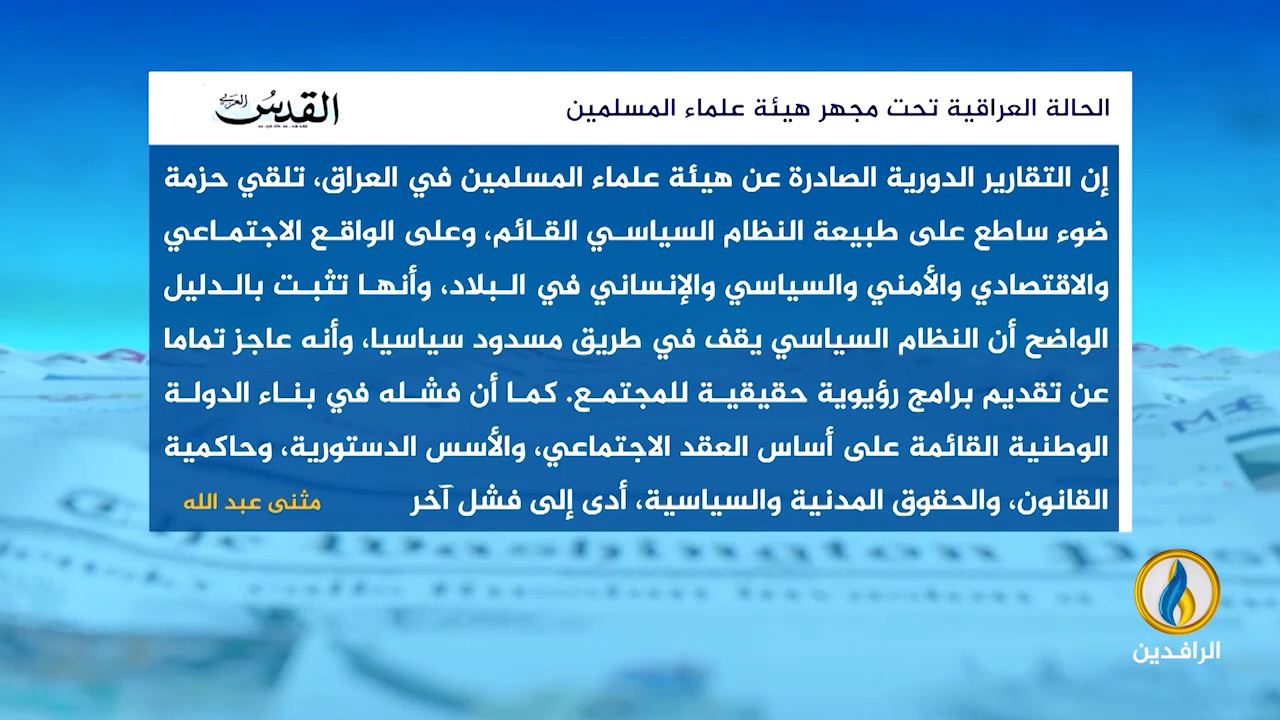 الحالة العراقية تحت مجهر هيئة علماء المسلمين
القدس العربي
إن التقارير الدورية الصادرة عن هيئة علماء المسلمين في العراق، تلقي حزمة
ضوء ساطع على طبيعة النظام السياسي القائم، وعلى الواقع الاجتماعي
والاقتصادي والأمني والسياسي والإنساني في البلاد، وأنها تثبت بالدليل
الواضح أن النظام السياسي يقف في طريق مسدود سياسيا، وأنه عاجز تماما
عن تقديم برامج رؤيوية حقيقية للمجتمع. كما أن فشله في بناء الدولة
الوطنية القائمة على أساس العقد الاجتماعي، والأسس الدستورية، وحاكمية
القانون، والحقوق المدنية والسياسية، أدى إلى فشل آخر
مثنى عبد الله
الرافدين